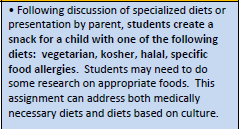 • Following discussion of specialized diets or
presentation by parent, students create a
snack for a child with one of the following
diets:  vegetarian, kosher, halal, specific
food allergies.  Students may need to do
some research on appropriate foods.  This
assignment can address both medically
necessary diets and diets based on culture.